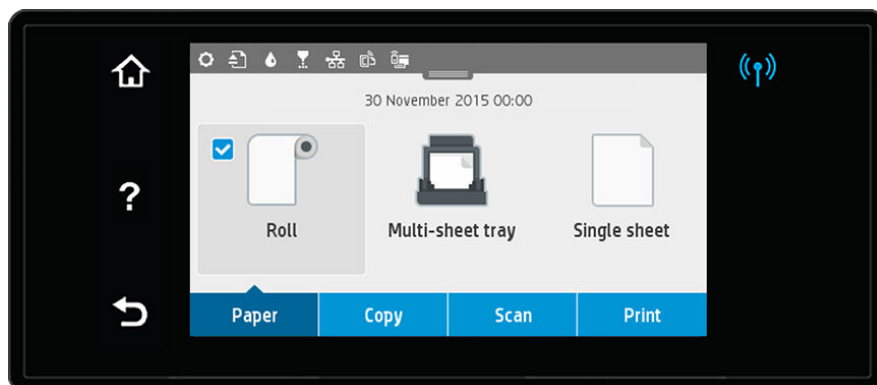 30 November 2015 00:00
Roll
Multi-sheet tray
Single sheet
Paper
Copy
Scan
Print